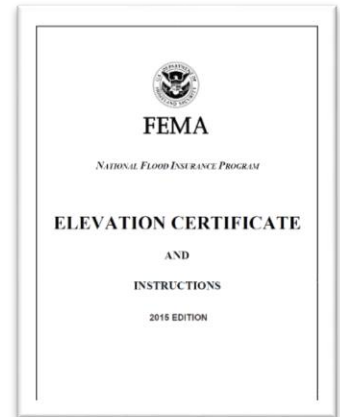 FEMA
NATIONAL FLOOD INSURANCE PROGRAM
ELEVATION CERTIFICATE
AND
INSTRUCTIONS
2015 EDITION